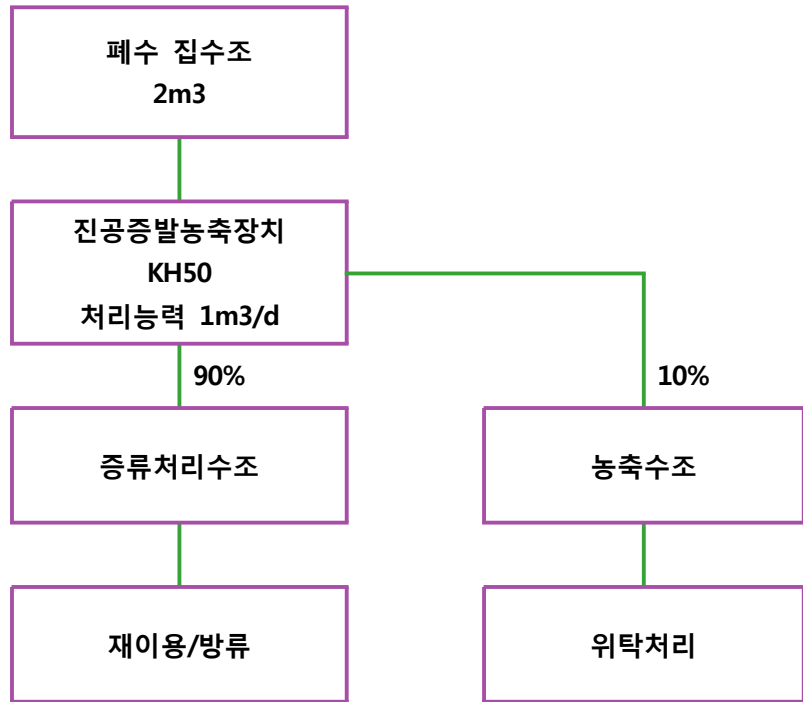 폐수 집수조
2m3
진공증발농축장치
KH50
처리능력 1m3/d
90%
10%
증류처리수조
농축수조
재이용/방류
위탁처리